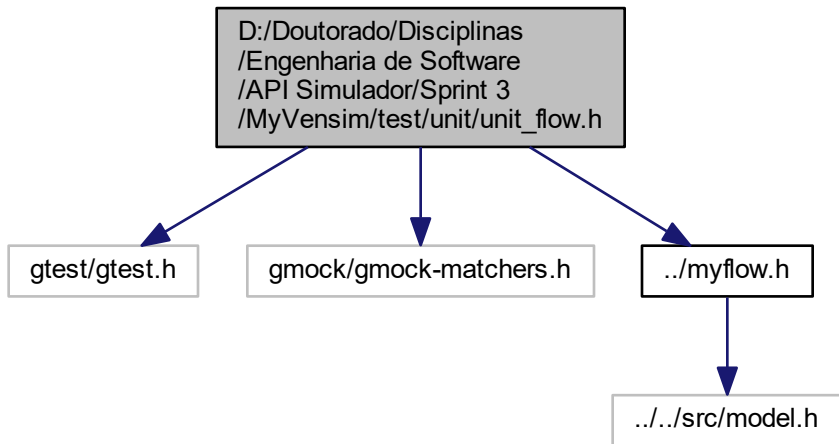 D:/Doutorado/Disciplinas
/Engenharia de Software
/API Simulador/Sprint 3
/MyVensim/test/unit/unit_flow.h
gtest/gtest.h
gmock/gmock-matchers.h
../myflow.h
../../src/model.h